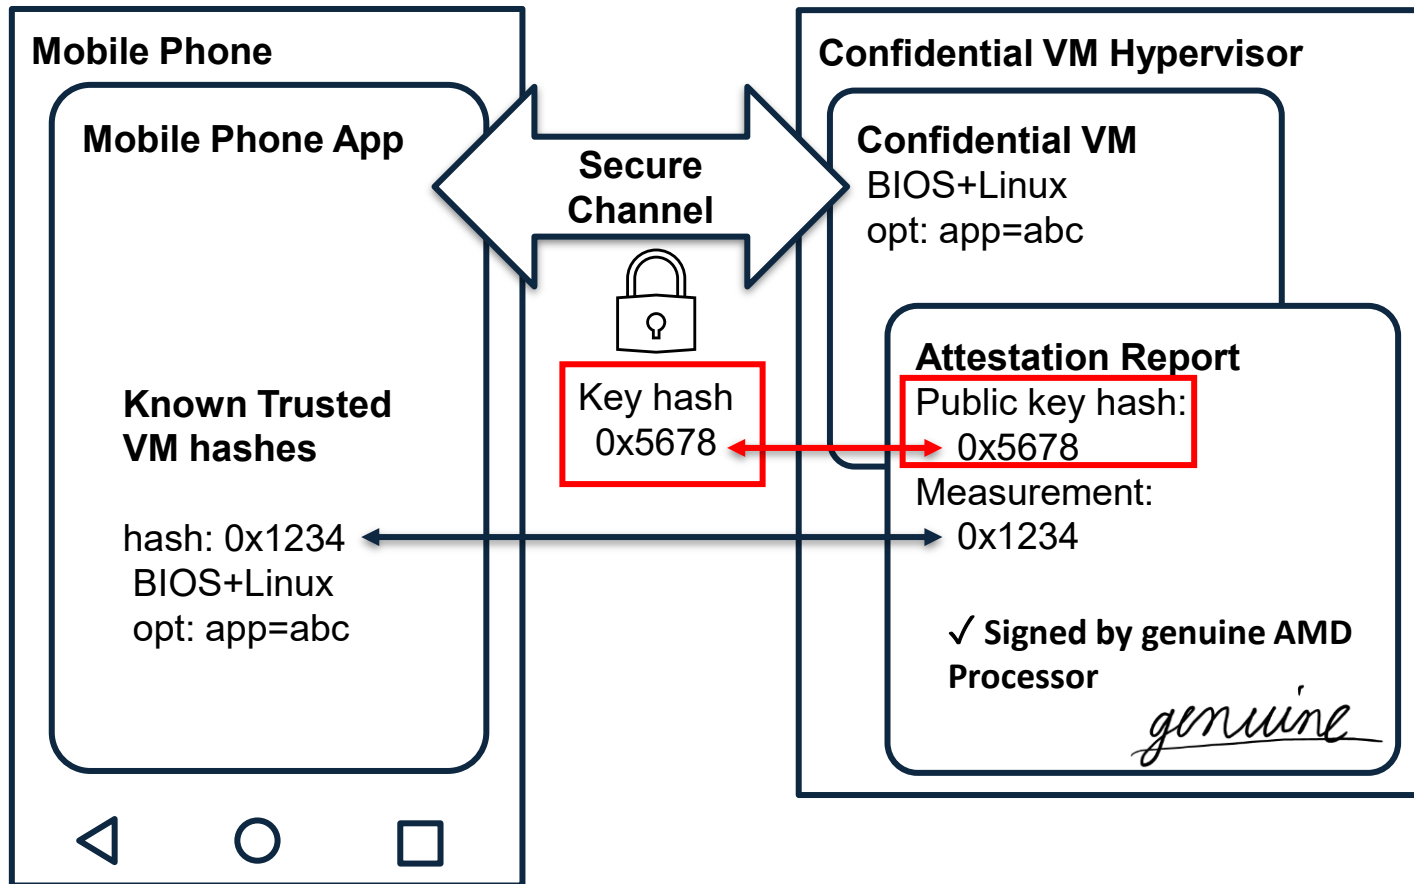 Mobile Phone
Mobile Phone App
Known Trusted
VM hashes
hash: 0x1234
BIOS+Linux
opt: app=abc
Secure
Channel
Key hash
0x5678
Confidential VM Hypervisor
Confidential VM
BIOS+Linux
opt: app=abc
Attestation Report
Public key hash:
0x5678
Measurement:
0x1234
✓ Signed by genuine AMD
Processor
genuine